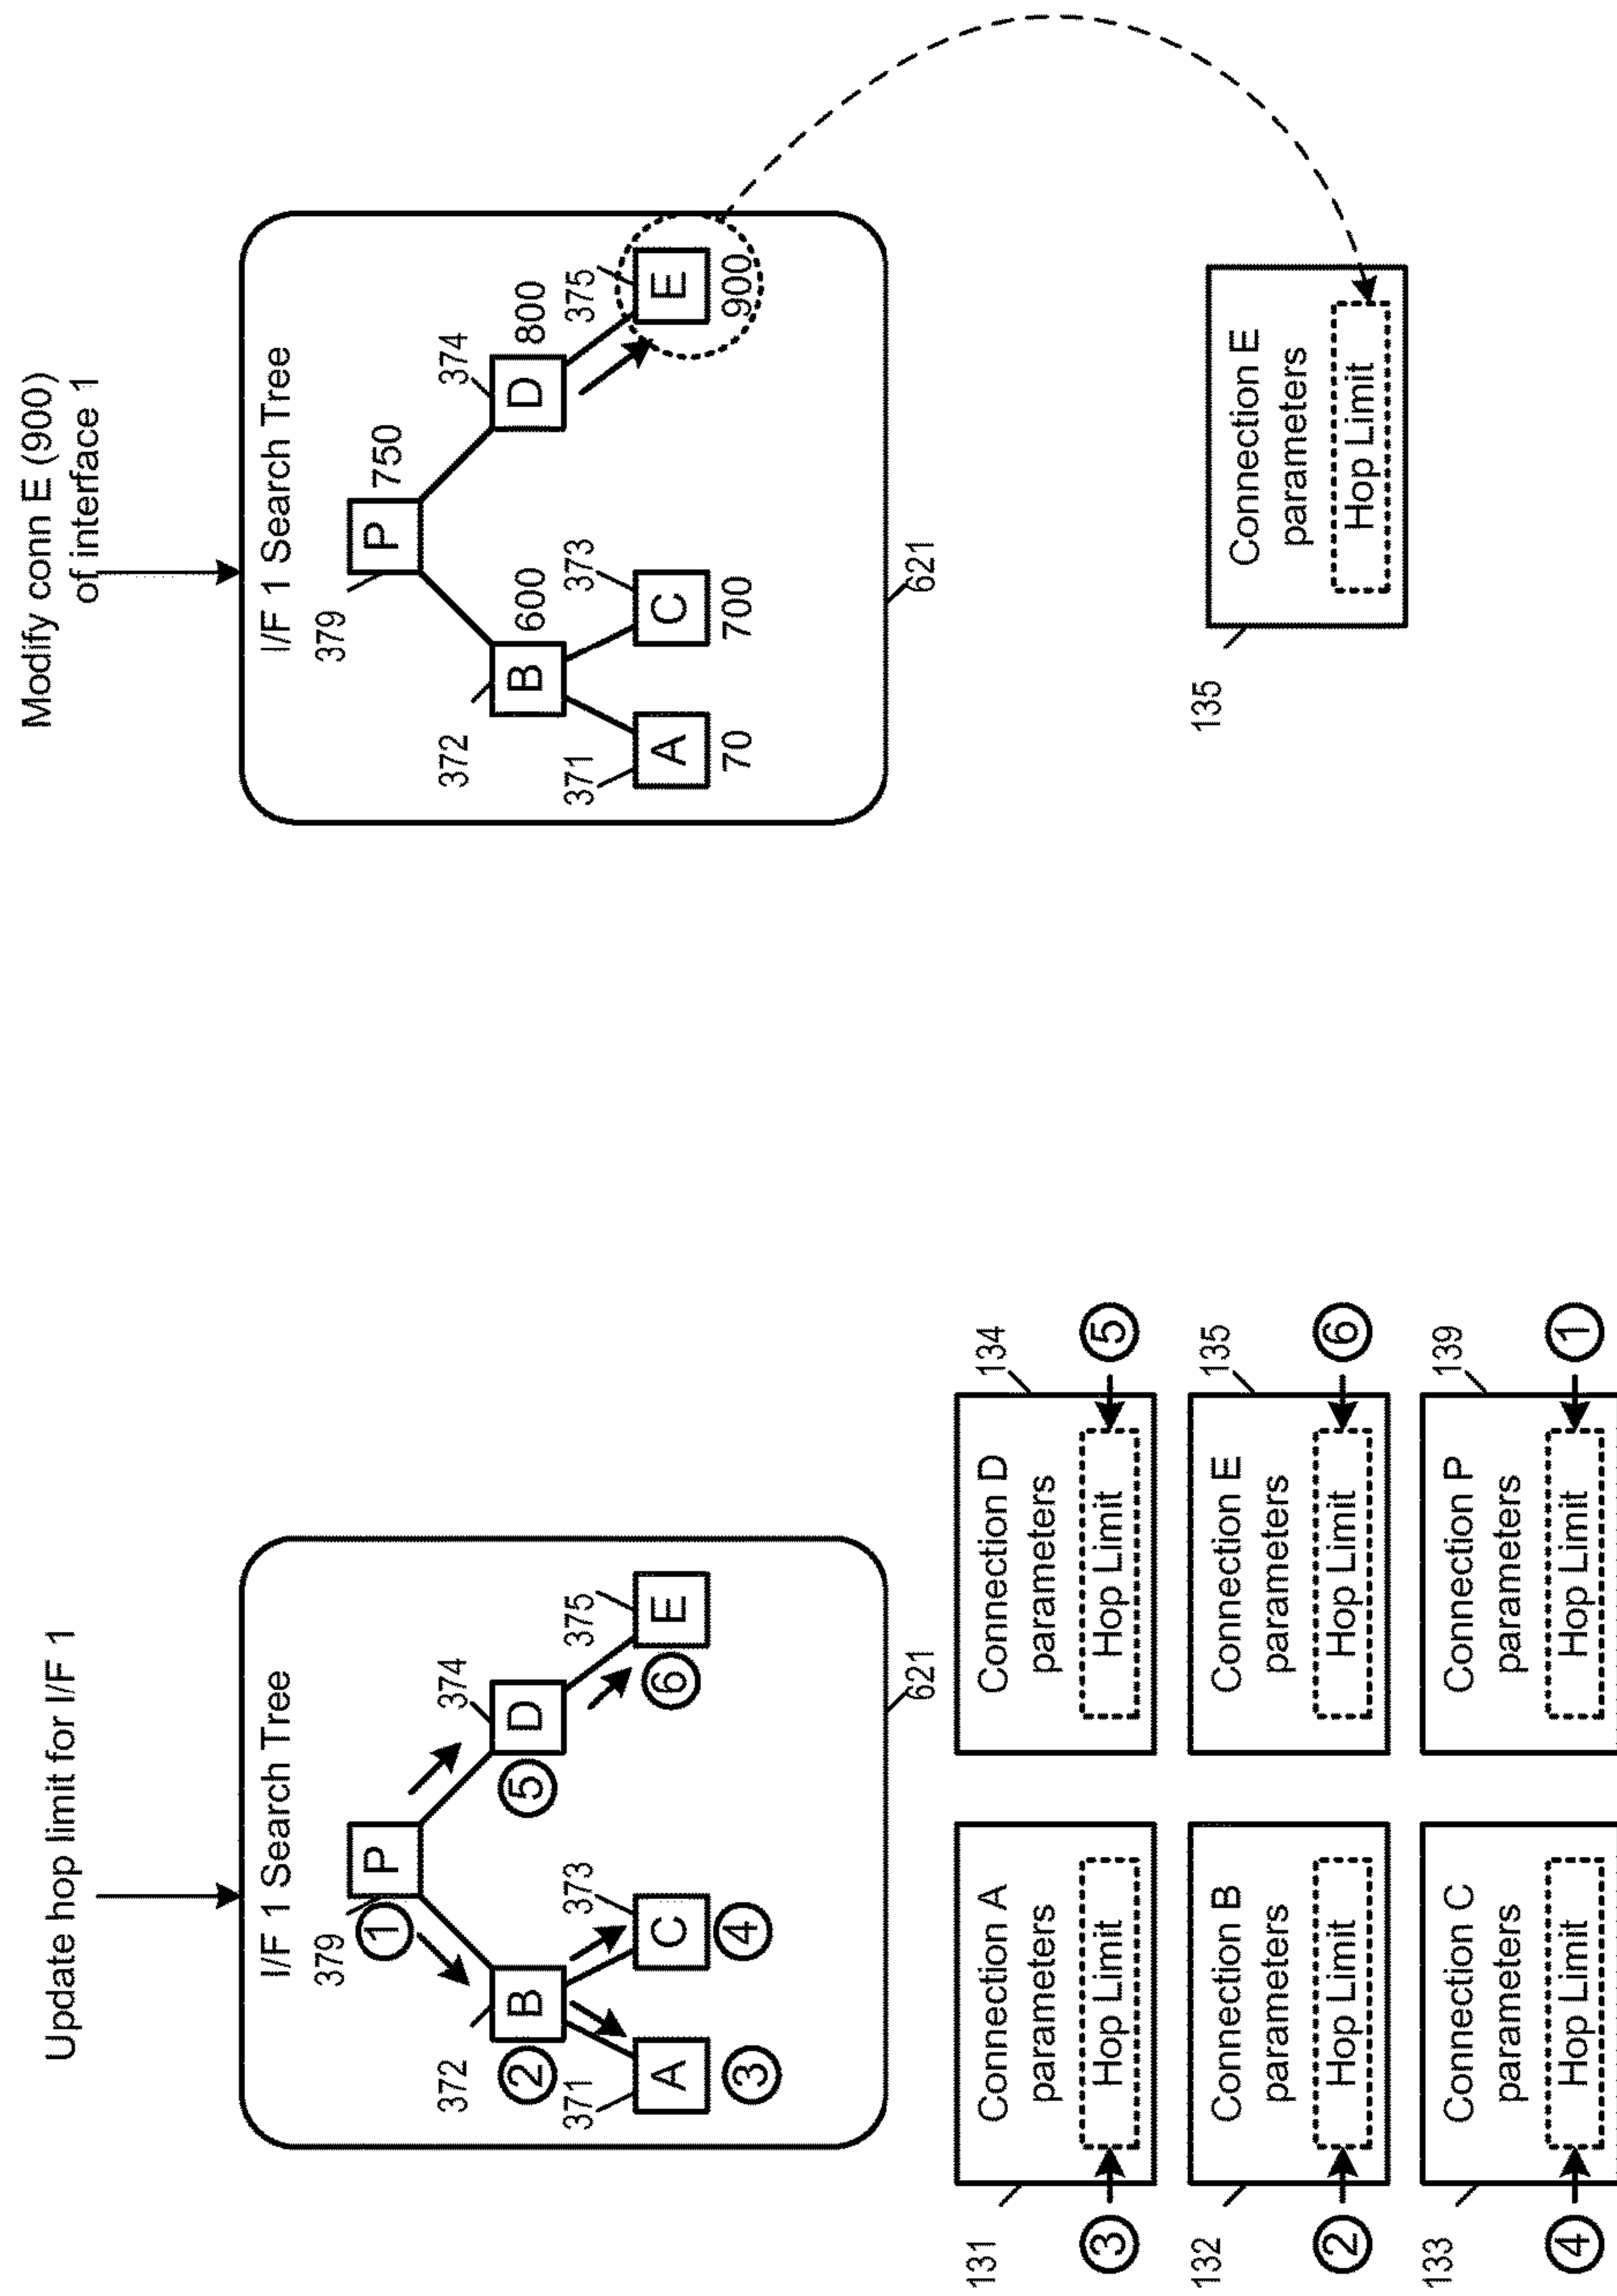 Update hop limit for I/F 1
I/F 1 Search Tree
379
P
1
372
B
2
374
D
5
371
A
3
373
C
4
375
E
6
621
131
Connection A
parameters
Hop Limit
3
134
Connection D
parameters
Hop Limit
5
132
Connection B
parameters
Hop Limit
2
135
Connection E
parameters
Hop Limit
6
133
Connection C
parameters
Hop Limit
4
139
Connection P
parameters
Hop Limit
1
Modify conn E (900)
of interface 1
I/F 1 Search Tree
379
P
750
372
B
600
374
D
800
371
A
70
373
C
700
375
E
900
621
135
Connection E
parameters
Hop Limit